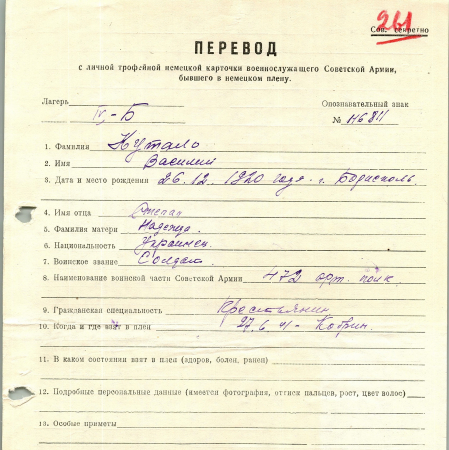 261
Сов. секретно
ПЕРЕВОД
с личной трофейной немецкой карточки военнослужащего Советской Армии,
бывшего в немецком плену.
Лагерь IV-Б Опознавательный знак
№ 116811
1. Фамилия Кутало
2. Имя Василий
3. Дата и место рождения 26.12.1920 года. г. Борисполь
4. Имя отца Степан
5. Фамилия матери Надежда.
6. Национальность Украинец.
7. Воинское звание Солдат.
8. Наименование воинской части Советской Армии 472 арт. полк
9. Гражданская специальность Крестьянин
10. Когда и где взят в плен 27.6.41- Кобрин.
11. В каком состоянии взят в плен (здоров, болен, ранен)
12. Подробные персональные данные (имеется фотография, оттиск пальцев, рост, цвет волос)
13. Особые приметы